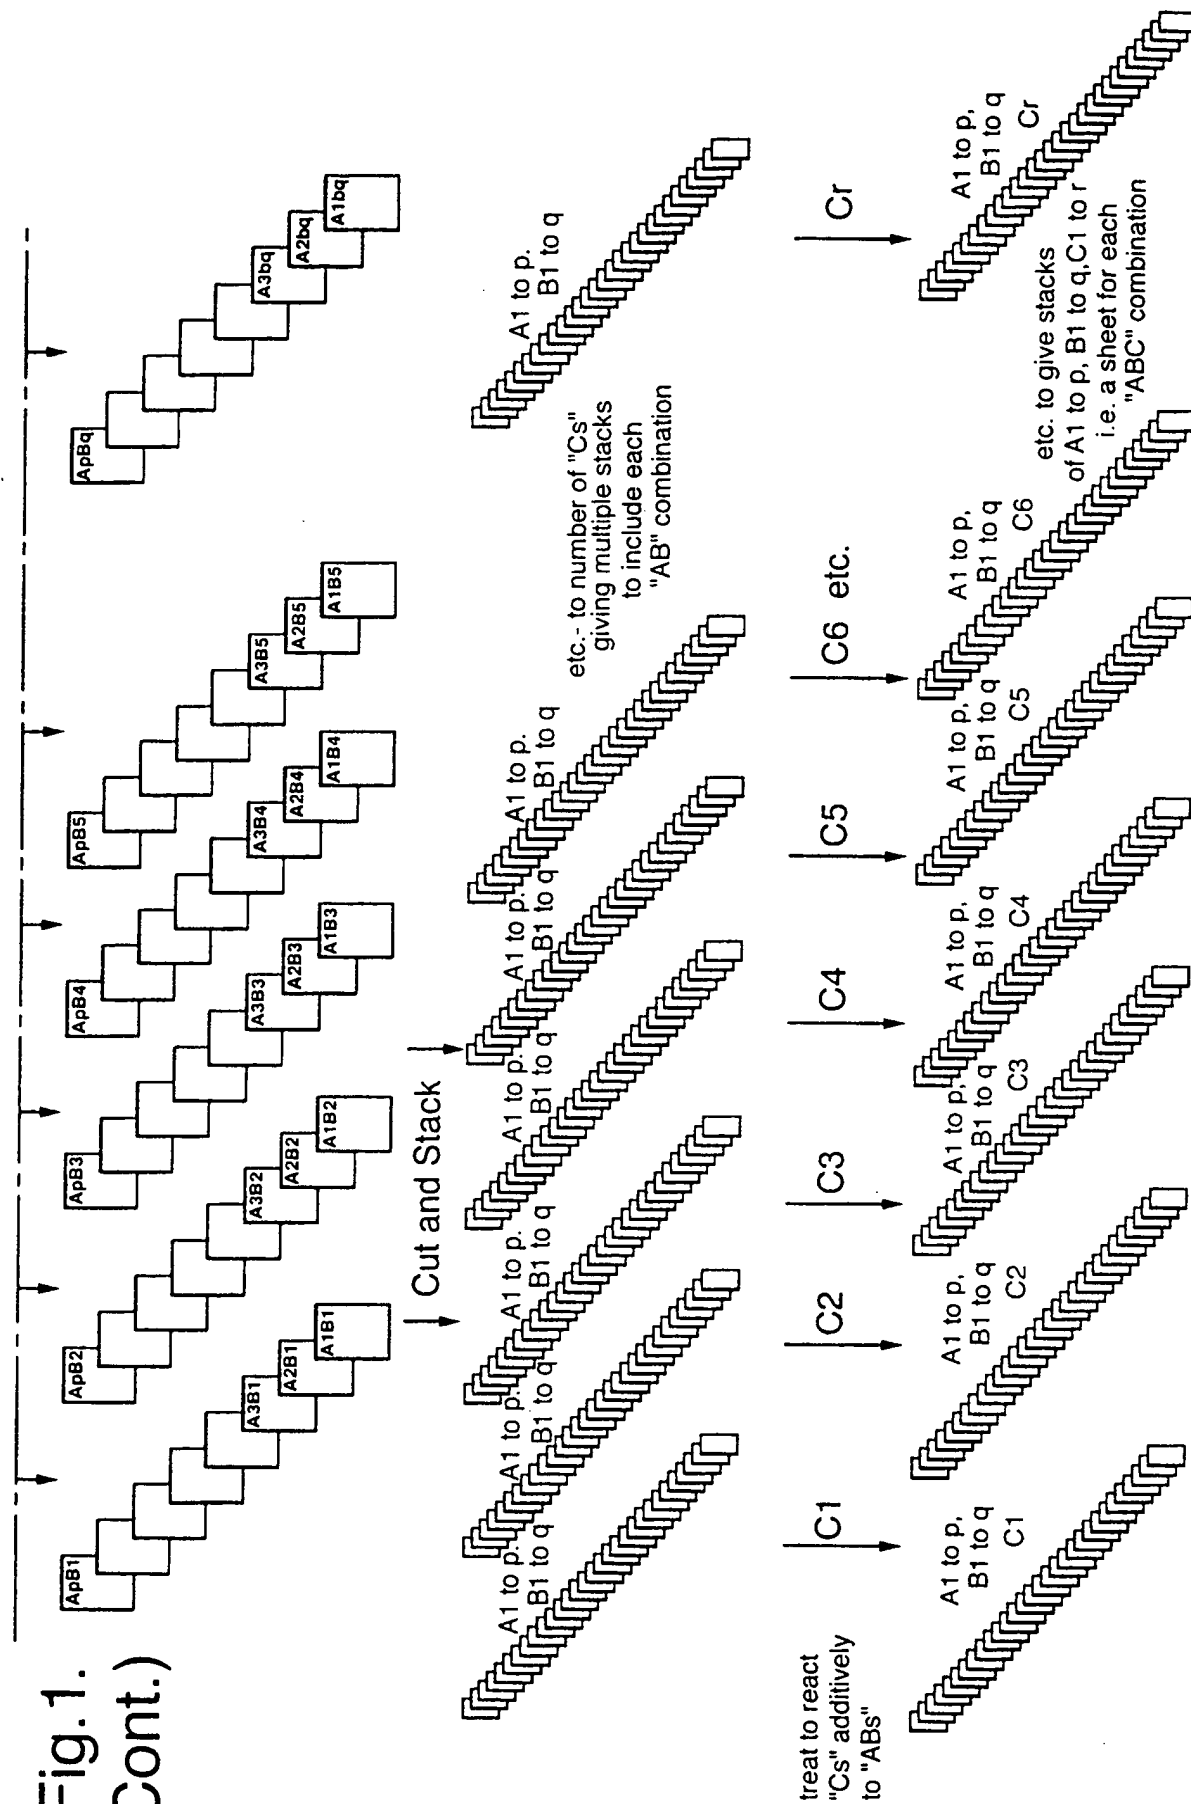 Fig.1.
Cont.)
ApB1
A3B1
A2B1
A1B1
ApB2
A3B2
A2B2
A1B2
ApB3
A3B3
A2B3
A1B3
ApB4
A3B4
A2B4
A1B4
ApB5
A3B5
A2B5
A1B5
ApBq
A3bq
A2bq
A1bq
Cut and Stack
A1 to p.
B1 to q
A1 to p.
B1 to q
A1 to p.
B1 to q
A1 to p.
B1 to q
A1 to p.
B1 to q
A1 to p.
B1 to q
etc.- to number of "Cs"
giving multiple stacks
to include each
"AB" combination
A1 to p.
B1 to q
treat to react
"Cs" additively
to "ABs"
C1
C2
C3
C4
C5
C6 etc.
Cr
A1 to p,
B1 to q
C1
A1 to p,
B1 to q
C2
A1 to p,
B1 to q
C3
A1 to p,
B1 to q
C4
A1 to p,
B1 to q
C5
A1 to p,
B1 to q
C6
etc. to give stacks
of A1 to p, B1 to q,C1 to r
i.e. a sheet for each
"ABC" combination
A1 to p,
B1 to q
Cr